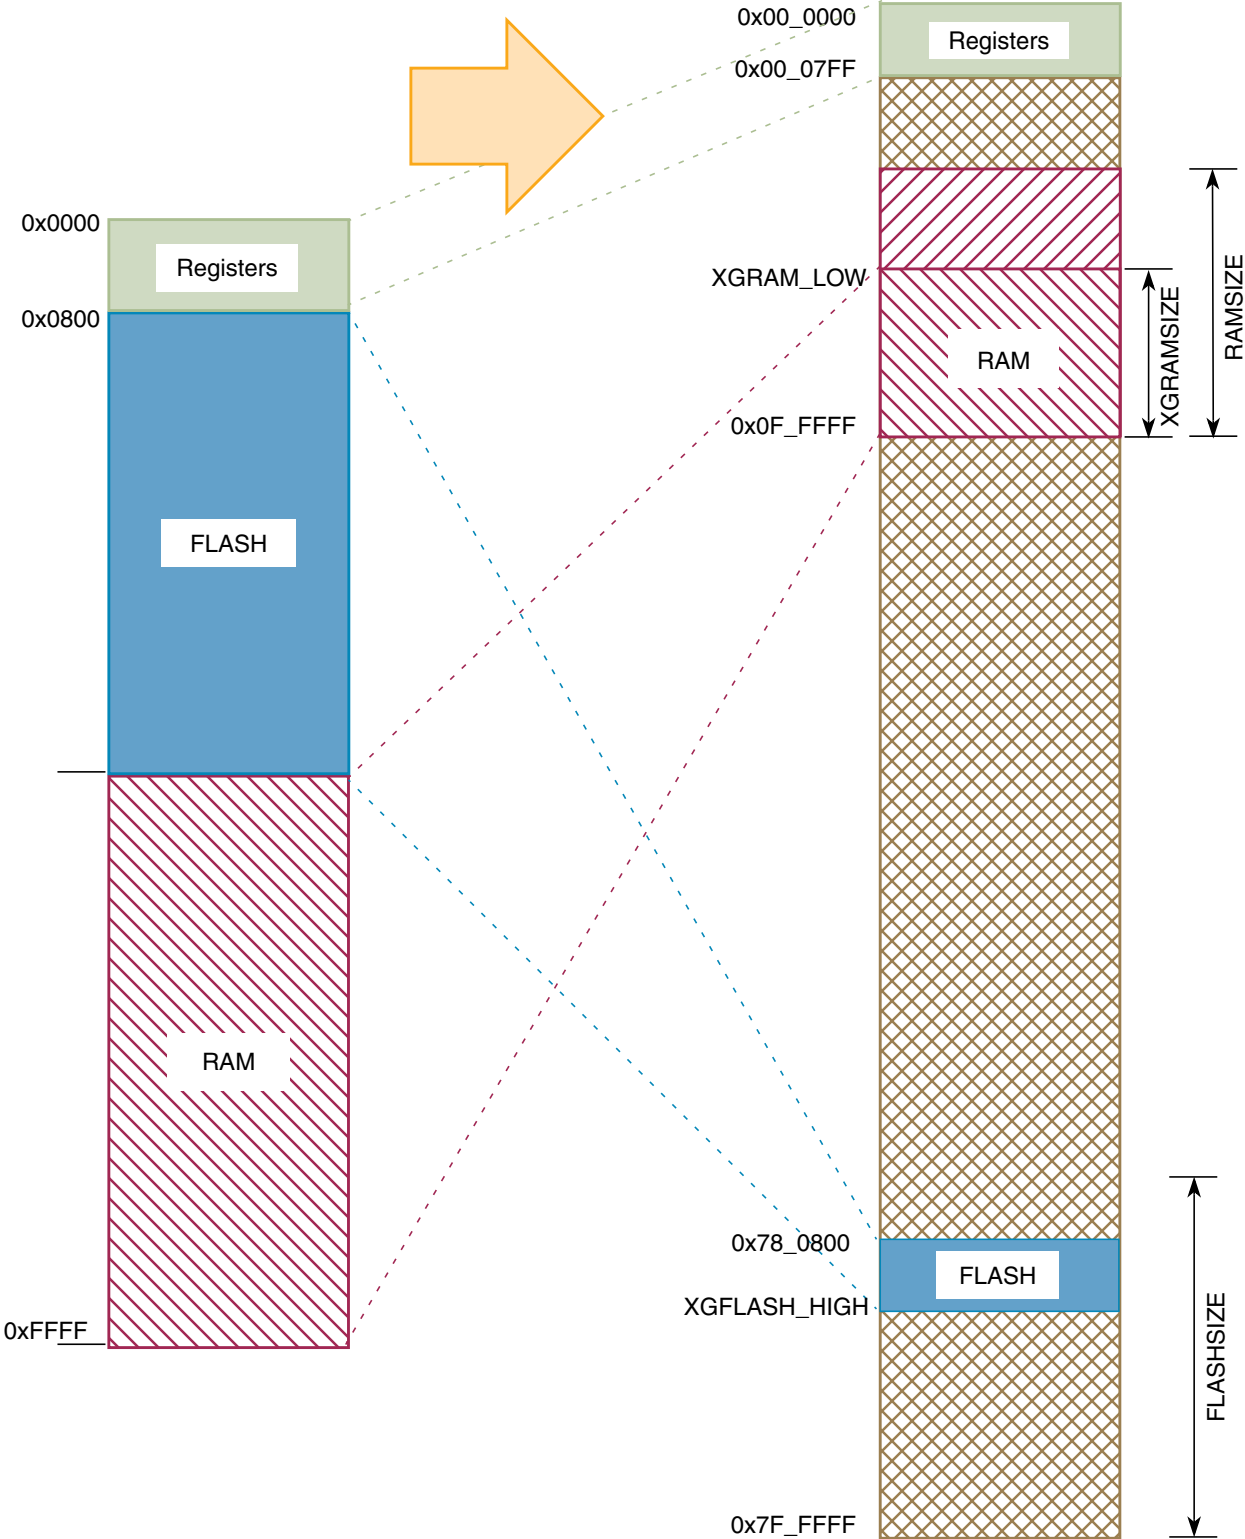 0x00_0000
Registers
0x00_07FF
0x0000
Registers
0x0800
XGRAM_LOW
RAM
XGRAMSIZE
RAMSIZE
0x0F_FFFF
FLASH
RAM
0x78_0800
FLASH
XGFLASH_HIGH
0xFFFF
FLASHSIZE
0x7F_FFFF